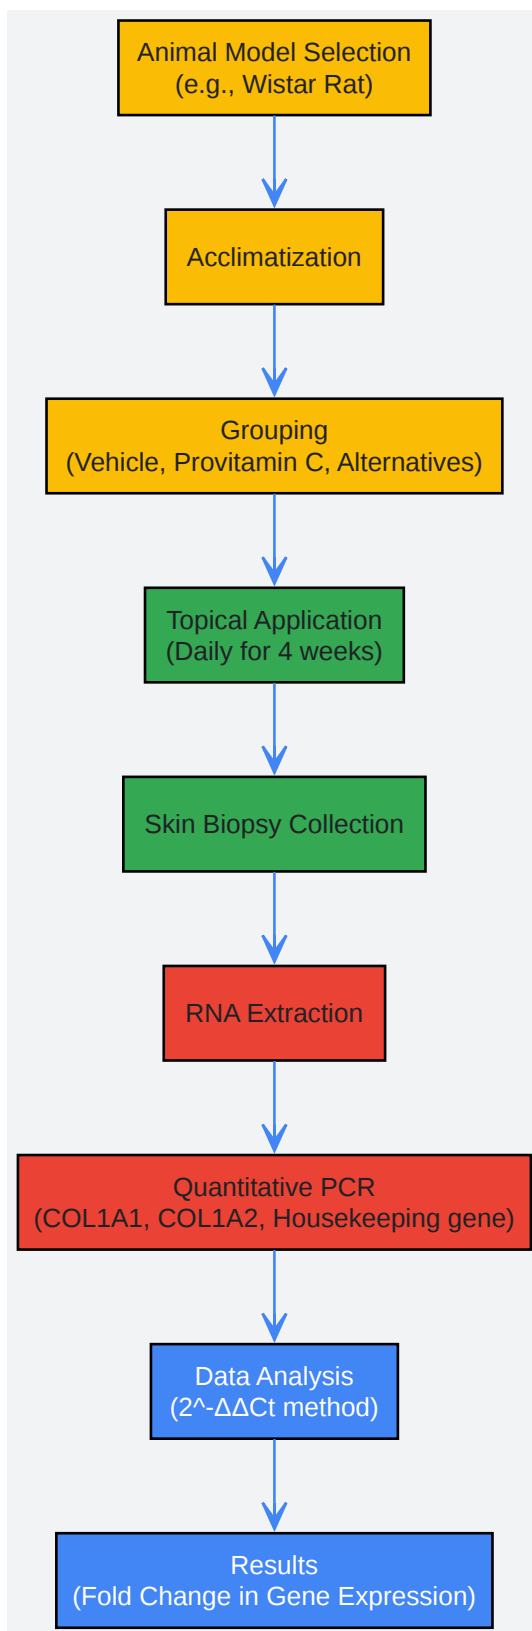 Animal Model Selection
(e.g., Wistar Rat)
Acclimatization
Grouping
(Vehicle, Provitamin C, Alternatives)
Topical Application
(Daily for 4 weeks)
Skin Biopsy Collection
RNA Extraction
Quantitative PCR
(COL1A1, COL1A2, Housekeeping gene)
Data Analysis
(2^-ΔΔCt method)
Results
(Fold Change in Gene Expression)